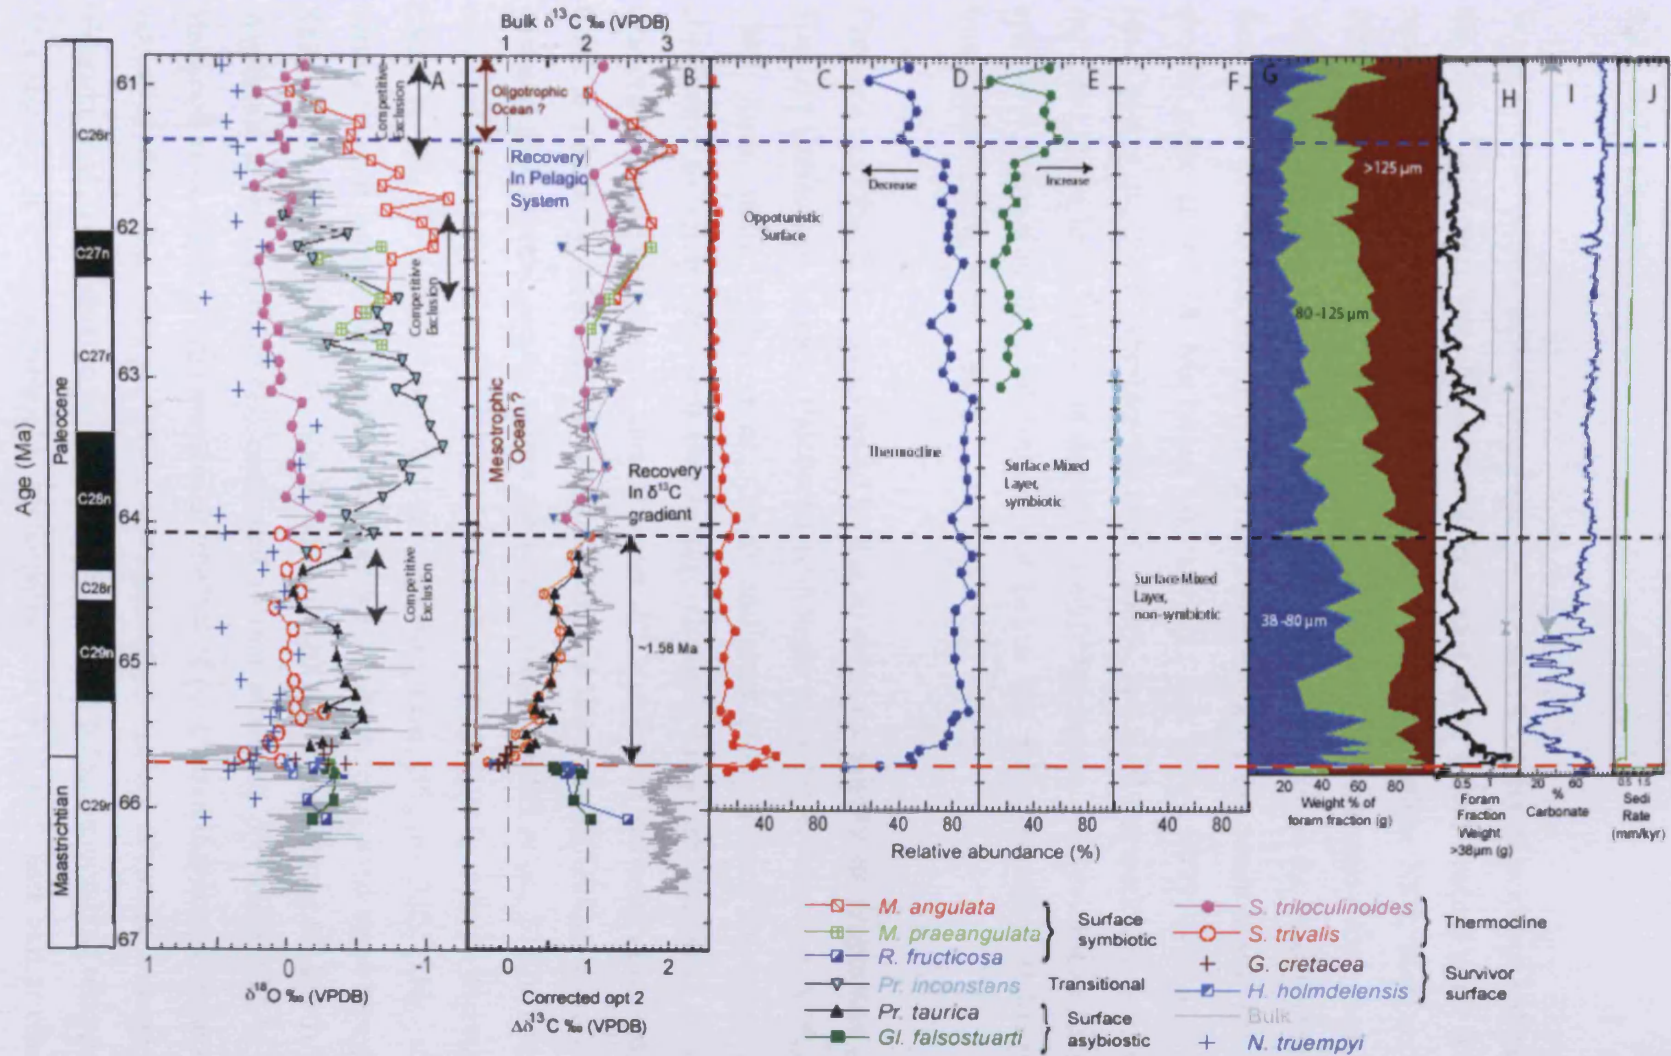 Bulk δ¹³C ‰ (VPDB)
1 2 3
A B C D E F G H I J
Age (Ma)
Paleocene
Maastrichtian
C26r
C27n
C27r
C28n
C28r
C29n
C29r
61
62
63
64
65
66
67
Competitive
Exclusion
Competitive
Exclusion
Competitive
Exclusion
Oligotrophic
Ocean ?
Recovery
In Pelagic
System
Mesotrophic
Ocean ?
Recovery
In δ¹³C
gradient
~1.58 Ma
Oppotunistic
Surface
Decrease
Thermocline
Increase
Surface Mixed
Layer,
symbiotic
Surface Mixed
Layer,
non-symbiotic
>125 µm
80 -125 µm
38 -80 µm
1 0 -1
δ¹⁸O ‰ (VPDB)
0 1 2
Corrected opt 2
Δδ¹³C ‰ (VPDB)
40 80 40 80 40 80 40 80
Relative abundance (%)
20 40 60 80
Weight % of
foram fraction (g)
0.5 1
Foram
Fraction
Weight
>38µm (g)
20 60
%
Carbonate
0.5 1.5
Sedi
Rate
(mm/kyr)
M. angulata
M. praeangulata
R. fructicosa
Surface
symbiotic
Pr. inconstans
Transitional
Pr. taurica
Gl. falsostuarti
Surface
asybiostic
S. triloculinoides
S. trivalis
Thermocline
G. cretacea
H. holmdelensis
Survivor
surface
Bulk
N. truempyi